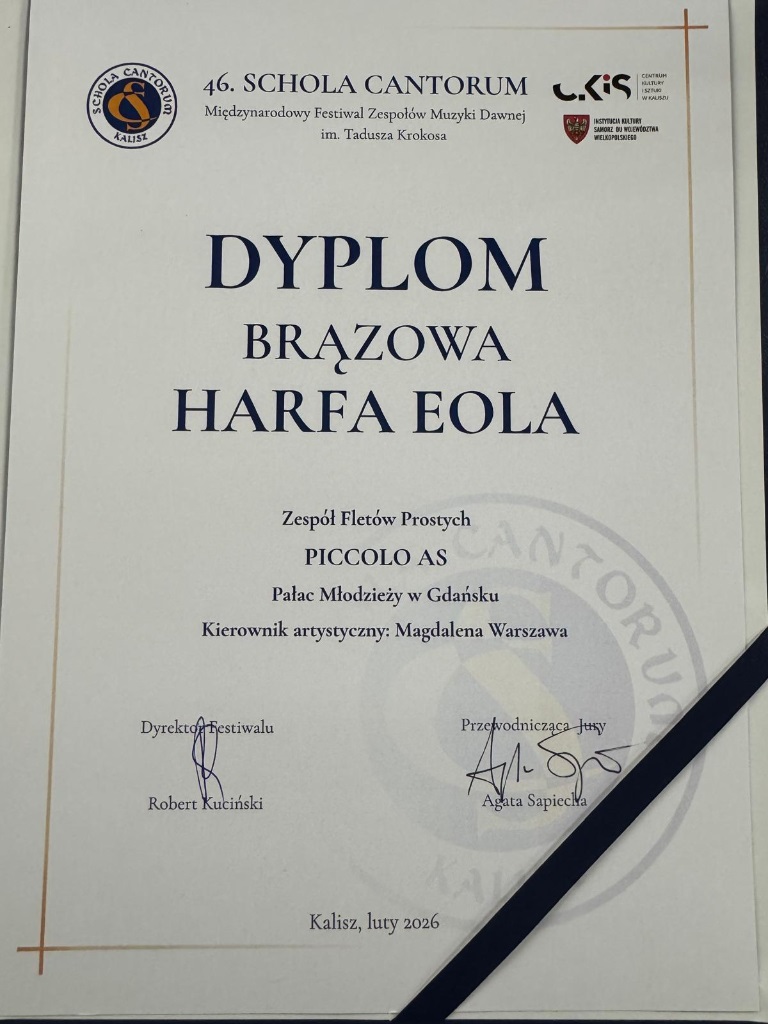 SCHOLA CANTORUM
KALISZ
46. SCHOLA CANTORUM
Międzynarodowy Festiwal Zespołów Muzyki Dawnej
im. Tadusza Krokosa
CKiS
CENTRUM
KULTURY
I SZTUKI
W KALISZU
INSTYTUCJA KULTURY
SAMORZĄDU WOJEWÓDZTWA
WIELKOPOLSKIEGO
DYPLOM
BRĄZOWA
HARFA EOLA
Zespół Fletów Prostych
PICCOLO AS
Pałac Młodzieży w Gdańsku
Kierownik artystyczny: Magdalena Warszawa
Dyrektor Festiwalu
Robert Kuciński
Przewodnicząca Jury
Agata Sapiecha
CANTORUM
Kalisz, luty 2026